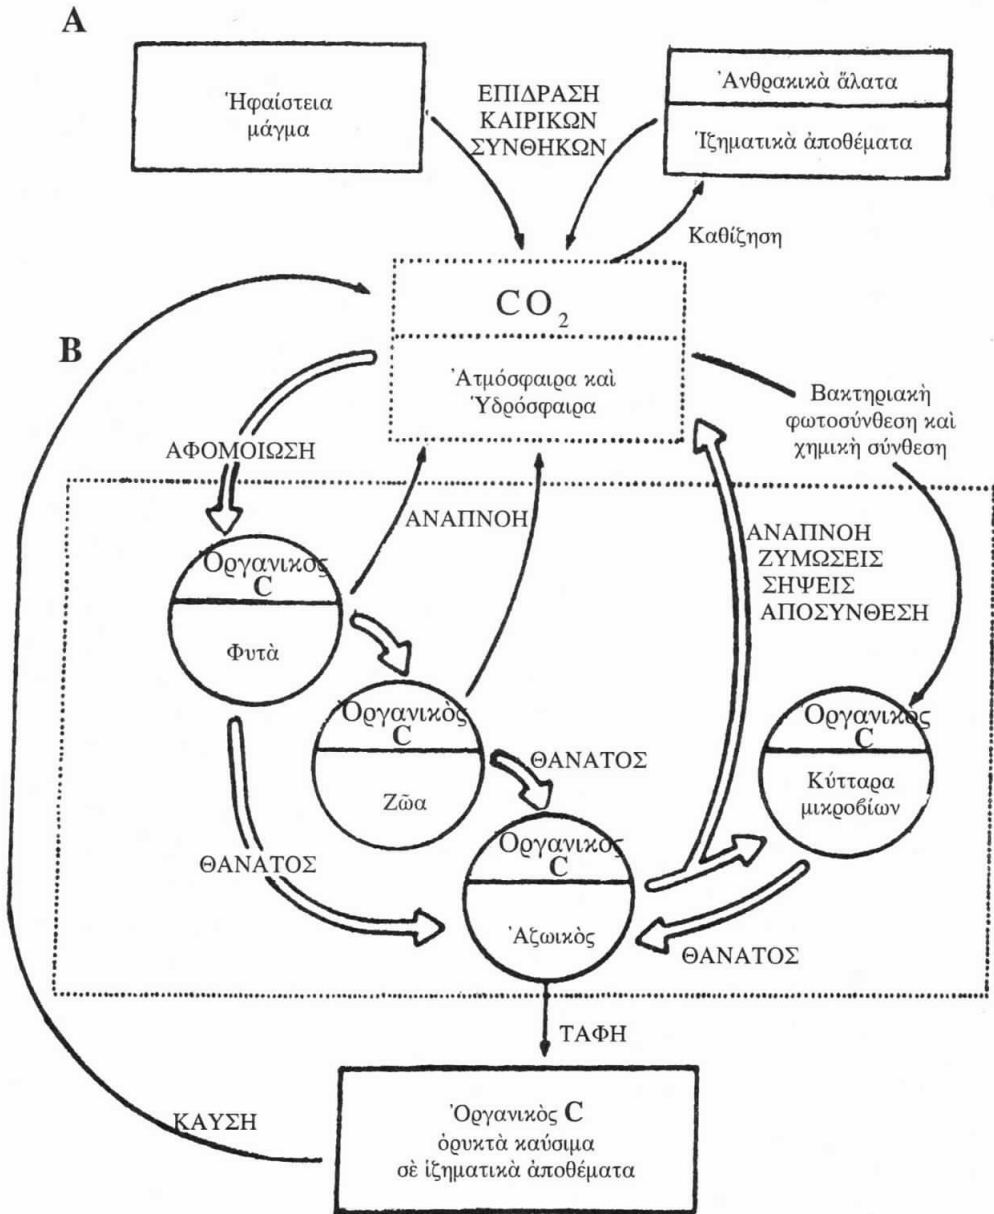 Α
Ἡφαίστεια
μάγμα
ΕΠΙΔΡΑΣΗ
ΚΑΙΡΙΚΩΝ
ΣΥΝΘΗΚΩΝ
Ἀνθρακικὰ ἅλατα
Ἱζηματικὰ ἀποθέματα
Καθίζηση
CO₂
Ἀτμόσφαιρα καὶ
Ὑδρόσφαιρα
Β
ΑΦΟΜΟΙΩΣΗ
Βακτηριακὴ
φωτοσύνθεση καὶ
χημικὴ σύνθεση
ΑΝΑΠΝΟΗ
ΑΝΑΠΝΟΗ
ΖΥΜΩΣΕΙΣ
ΣΗΨΕΙΣ
ΑΠΟΣΥΝΘΕΣΗ
Ὀργανικὸς
C
Φυτὰ
Ὀργανικὸς
C
Ζῶα
ΘΑΝΑΤΟΣ
Ὀργανικὸς
C
Κύτταρα
μικροβίων
ΘΑΝΑΤΟΣ
Ὀργανικὸς
C
Ἀζωικὸς
ΘΑΝΑΤΟΣ
ΤΑΦΗ
ΚΑΥΣΗ
Ὀργανικὸς C
ὀρυκτὰ καύσιμα
σὲ ἱζηματικὰ ἀποθέματα